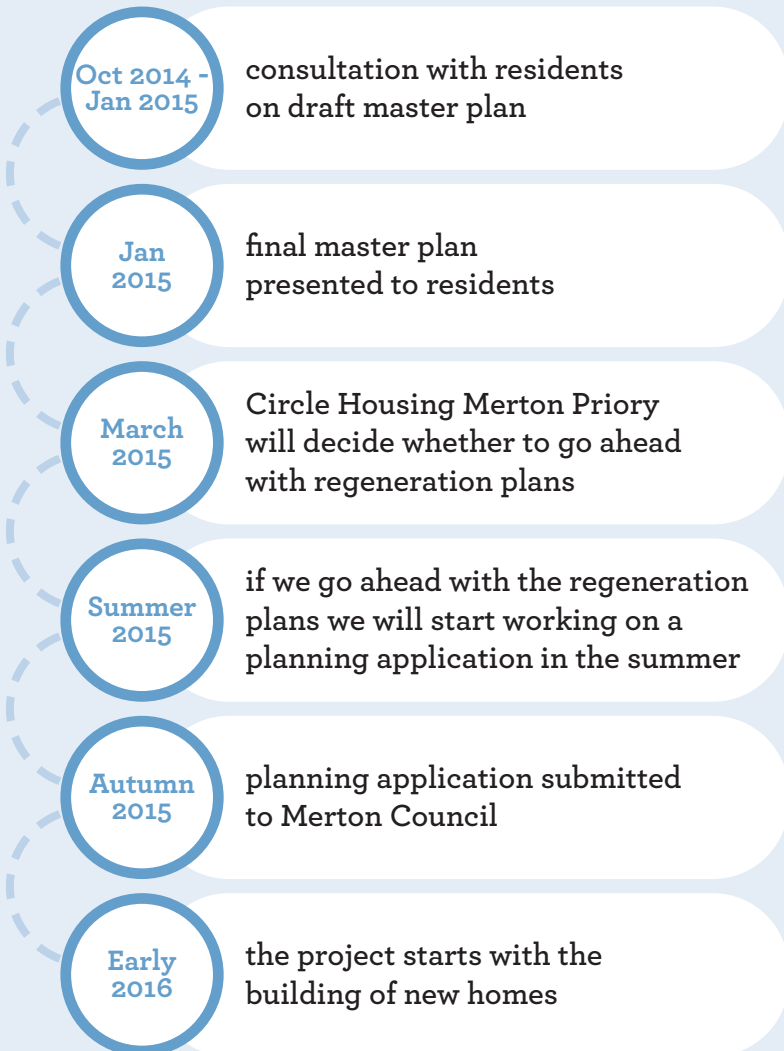 Oct 2014 -
Jan 2015
consultation with residents
on draft master plan
Jan
2015
final master plan
presented to residents
March
2015
Circle Housing Merton Priory
will decide whether to go ahead
with regeneration plans
Summer
2015
if we go ahead with the regeneration
plans we will start working on a
planning application in the summer
Autumn
2015
planning application submitted
to Merton Council
Early
2016
the project starts with the
building of new homes